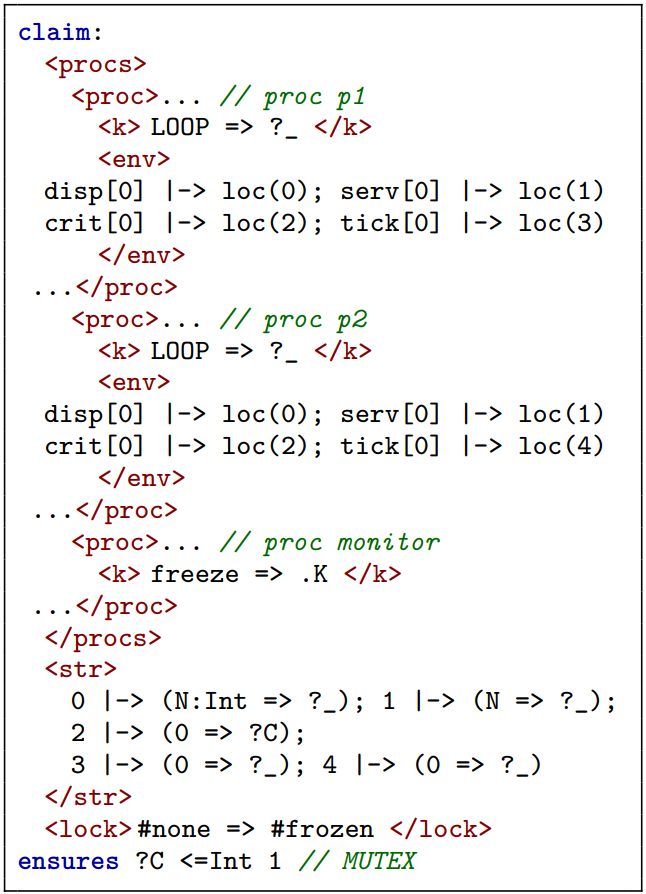 claim:
<procs>
<proc>... // proc p1
<k> LOOP => ?_ </k>
<env>
disp[0] |-> loc(0); serv[0] |-> loc(1)
crit[0] |-> loc(2); tick[0] |-> loc(3)
</env>
...</proc>
<proc>... // proc p2
<k> LOOP => ?_ </k>
<env>
disp[0] |-> loc(0); serv[0] |-> loc(1)
crit[0] |-> loc(2); tick[0] |-> loc(4)
</env>
...</proc>
<proc>... // proc monitor
<k> freeze => .K </k>
...</proc>
</procs>
<str>
0 |-> (N:Int => ?_); 1 |-> (N => ?_);
2 |-> (0 => ?C);
3 |-> (0 => ?_); 4 |-> (0 => ?_)
</str>
<lock>#none => #frozen </lock>
ensures ?C <=Int 1 // MUTEX